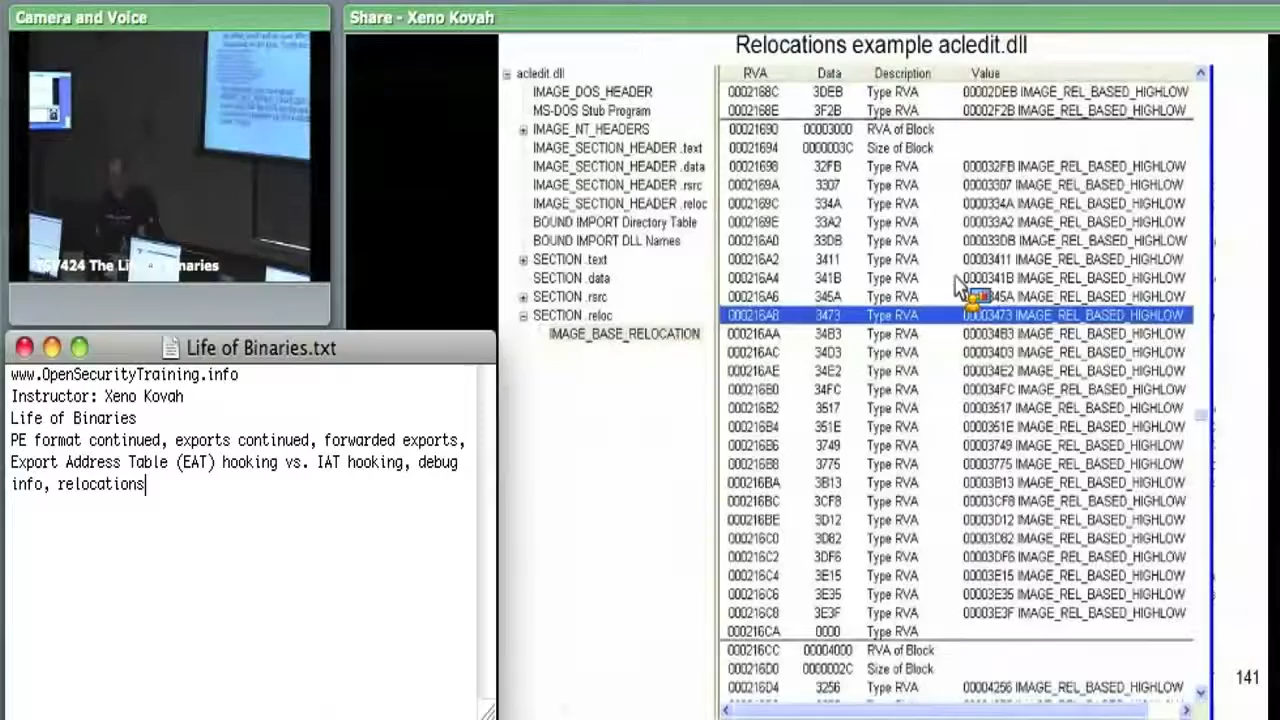 Camera and Voice
TST424 The Life of Binaries
Life of Binaries.txt
www.OpenSecurityTraining.info
Instructor: Xeno Kovah
Life of Binaries
PE format continued, exports continued, forwarded exports,
Export Address Table (EAT) hooking vs. IAT hooking, debug
info, relocations
Share - Xeno Kovah
Relocations example acledit.dll
acledit.dll
IMAGE_DOS_HEADER
MS-DOS Stub Program
IMAGE_NT_HEADERS
IMAGE_SECTION_HEADER .text
IMAGE_SECTION_HEADER .data
IMAGE_SECTION_HEADER .rsrc
IMAGE_SECTION_HEADER .reloc
BOUND IMPORT Directory Table
BOUND IMPORT DLL Names
SECTION .text
SECTION .data
SECTION .rsrc
SECTION .reloc
IMAGE_BASE_RELOCATION
RVA Data Description Value
0002168C 3DEB Type RVA 00002DEB IMAGE_REL_BASED_HIGHLOW
0002168E 3F2B Type RVA 00002F2B IMAGE_REL_BASED_HIGHLOW
00021690 00003000 RVA of Block
00021694 0000003C Size of Block
00021698 32FB Type RVA 000032FB IMAGE_REL_BASED_HIGHLOW
0002169A 3307 Type RVA 00003307 IMAGE_REL_BASED_HIGHLOW
0002169C 334A Type RVA 0000334A IMAGE_REL_BASED_HIGHLOW
0002169E 33A2 Type RVA 000033A2 IMAGE_REL_BASED_HIGHLOW
000216A0 33DB Type RVA 000033DB IMAGE_REL_BASED_HIGHLOW
000216A2 3411 Type RVA 00003411 IMAGE_REL_BASED_HIGHLOW
000216A4 341B Type RVA 0000341B IMAGE_REL_BASED_HIGHLOW
000216A6 345A Type RVA 45A IMAGE_REL_BASED_HIGHLOW
000216A8 3473 Type RVA 00003473 IMAGE_REL_BASED_HIGHLOW
000216AA 34B3 Type RVA 000034B3 IMAGE_REL_BASED_HIGHLOW
000216AC 34D3 Type RVA 000034D3 IMAGE_REL_BASED_HIGHLOW
000216AE 34E2 Type RVA 000034E2 IMAGE_REL_BASED_HIGHLOW
000216B0 34FC Type RVA 000034FC IMAGE_REL_BASED_HIGHLOW
000216B2 3517 Type RVA 00003517 IMAGE_REL_BASED_HIGHLOW
000216B4 351E Type RVA 0000351E IMAGE_REL_BASED_HIGHLOW
000216B6 3749 Type RVA 00003749 IMAGE_REL_BASED_HIGHLOW
000216B8 3775 Type RVA 00003775 IMAGE_REL_BASED_HIGHLOW
000216BA 3B13 Type RVA 00003B13 IMAGE_REL_BASED_HIGHLOW
000216BC 3CF8 Type RVA 00003CF8 IMAGE_REL_BASED_HIGHLOW
000216BE 3D12 Type RVA 00003D12 IMAGE_REL_BASED_HIGHLOW
000216C0 3D82 Type RVA 00003D82 IMAGE_REL_BASED_HIGHLOW
000216C2 3DF6 Type RVA 00003DF6 IMAGE_REL_BASED_HIGHLOW
000216C4 3E15 Type RVA 00003E15 IMAGE_REL_BASED_HIGHLOW
000216C6 3E35 Type RVA 00003E35 IMAGE_REL_BASED_HIGHLOW
000216C8 3E3F Type RVA 00003E3F IMAGE_REL_BASED_HIGHLOW
000216CA 0000 Type RVA
000216CC 00004000 RVA of Block
000216D0 0000002C Size of Block
000216D4 3256 Type RVA 00004256 IMAGE_REL_BASED_HIGHLOW
141